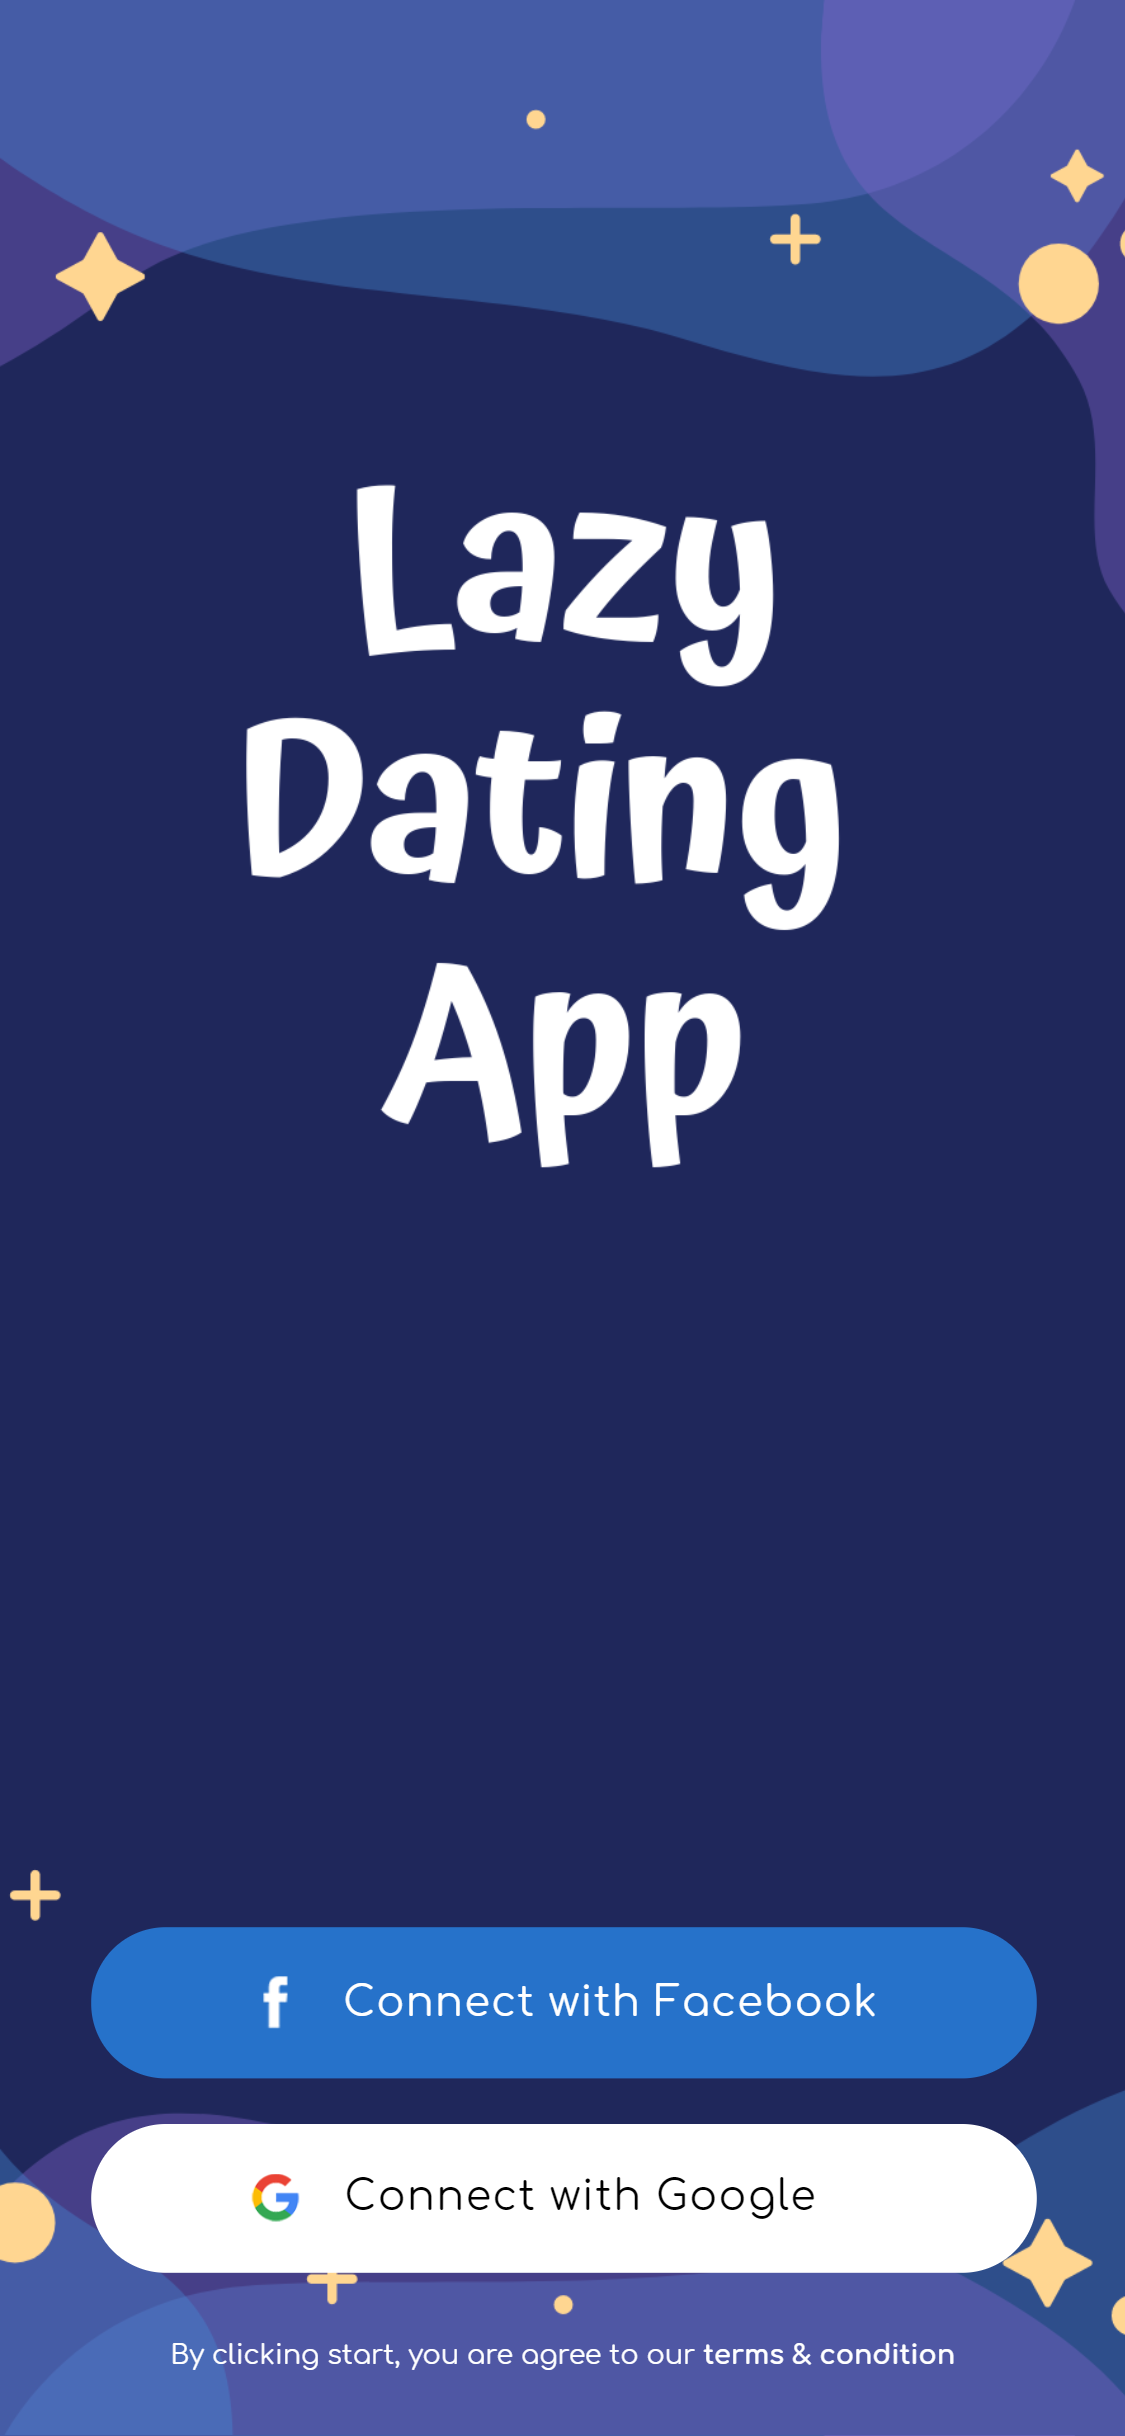 Lazy
Dating
App
Connect with Facebook
Connect with Google
By clicking start, you are agree to our terms & condition